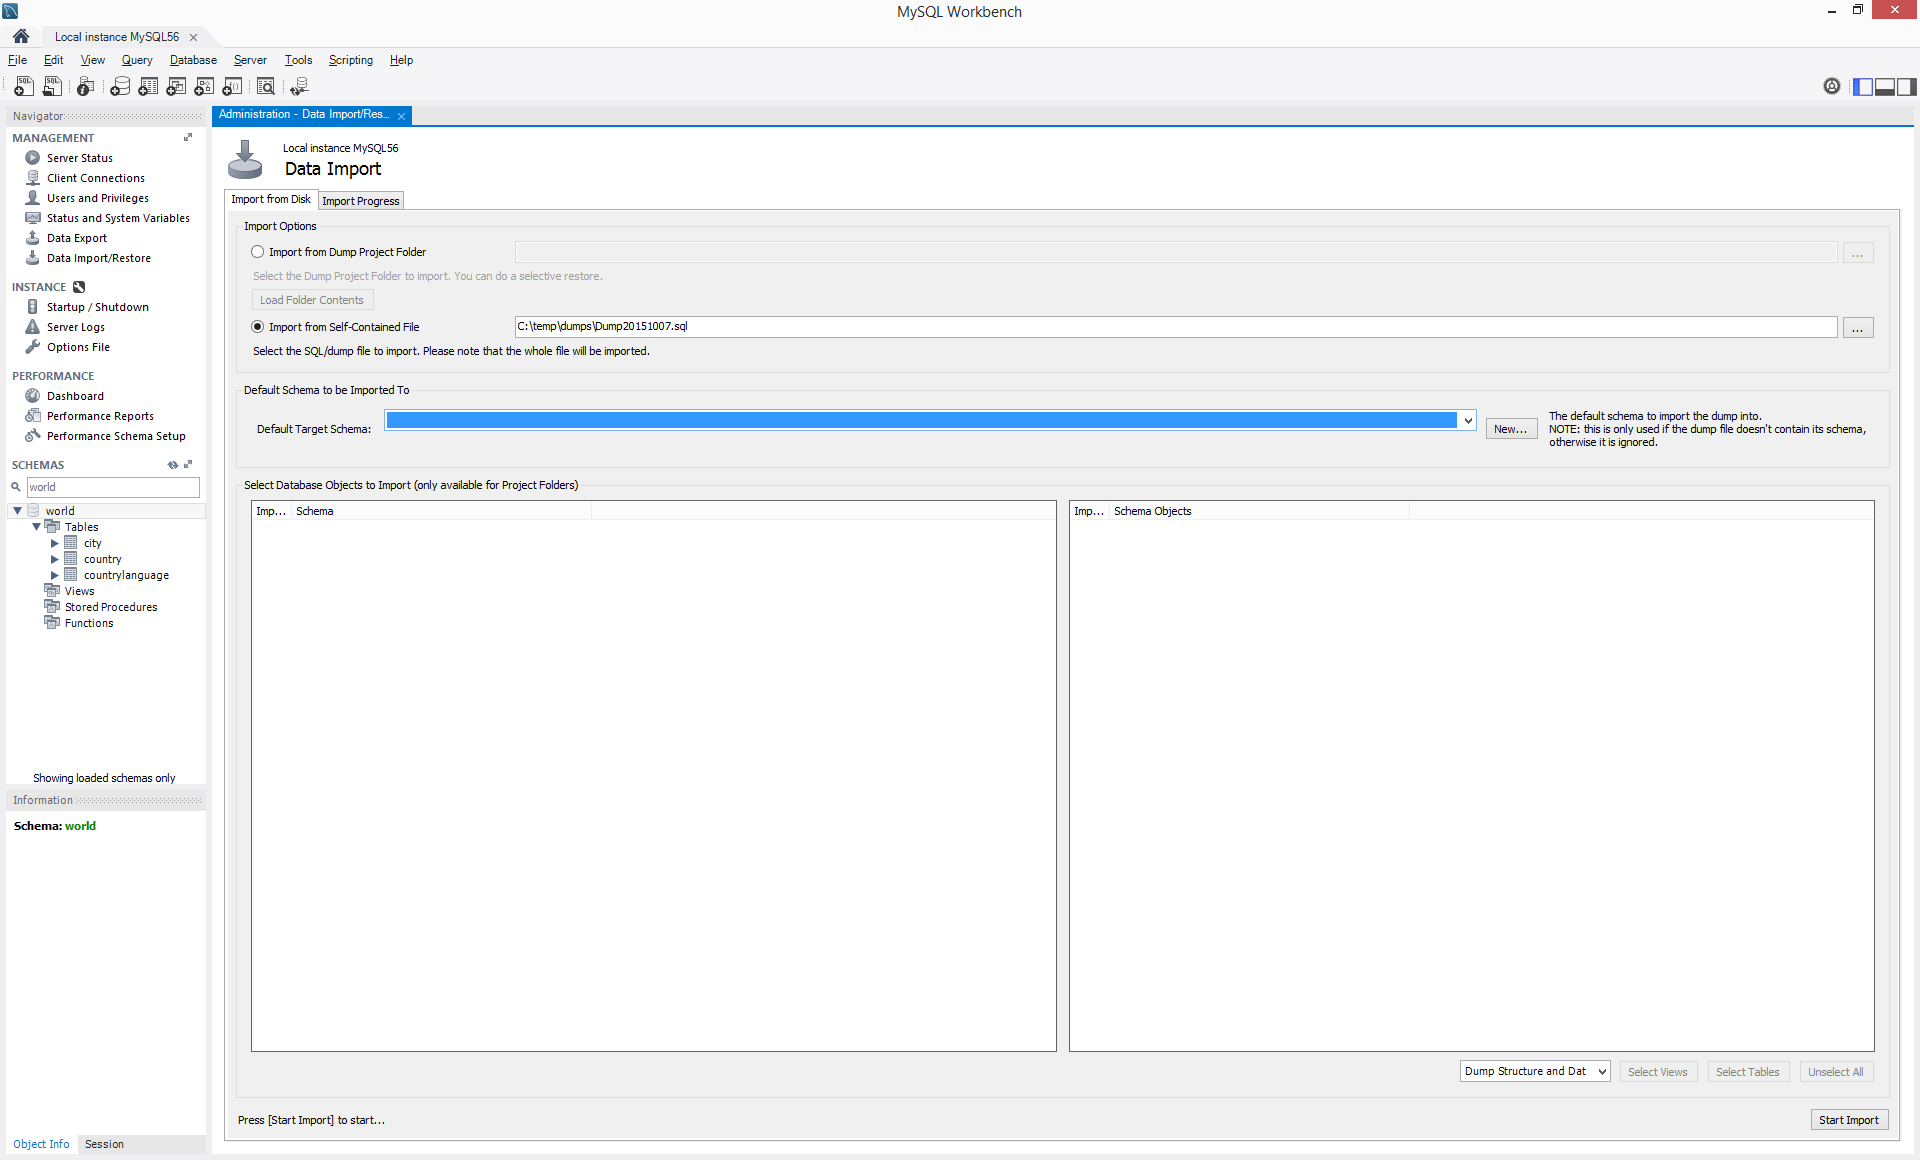 MySQL Workbench
Local instance MySQL56
File Edit View Query Database Server Tools Scripting Help
Navigator
MANAGEMENT
Server Status
Client Connections
Users and Privileges
Status and System Variables
Data Export
Data Import/Restore
INSTANCE
Startup / Shutdown
Server Logs
Options File
PERFORMANCE
Dashboard
Performance Reports
Performance Schema Setup
SCHEMAS
world
world
Tables
city
country
countrylanguage
Views
Stored Procedures
Functions
Showing loaded schemas only
Information
Schema: world
Object Info Session
Administration - Data Import/Res...
Local instance MySQL56
Data Import
Import from Disk Import Progress
Import Options
Import from Dump Project Folder ...
Select the Dump Project Folder to import. You can do a selective restore.
Load Folder Contents
Import from Self-Contained File C:\temp\dumps\Dump20151007.sql ...
Select the SQL/dump file to import. Please note that the whole file will be imported.
Default Schema to be Imported To
Default Target Schema: New...
The default schema to import the dump into.
NOTE: this is only used if the dump file doesn't contain its schema,
otherwise it is ignored.
Select Database Objects to Import (only available for Project Folders)
Imp... Schema
Imp... Schema Objects
Dump Structure and Dat Select Views Select Tables Unselect All
Press [Start Import] to start...
Start Import